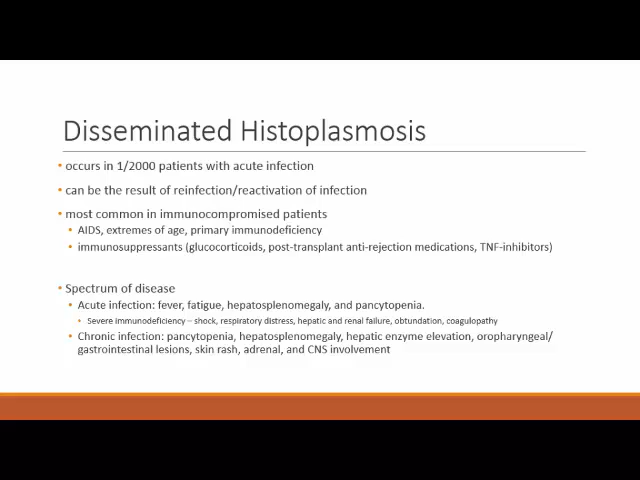 Disseminated Histoplasmosis
• occurs in 1/2000 patients with acute infection
• can be the result of reinfection/reactivation of infection
• most common in immunocompromised patients
• AIDS, extremes of age, primary immunodeficiency
• immunosuppressants (glucocorticoids, post-transplant anti-rejection medications, TNF-inhibitors)
• Spectrum of disease
• Acute infection: fever, fatigue, hepatosplenomegaly, and pancytopenia.
• Severe immunodeficiency – shock, respiratory distress, hepatic and renal failure, obtundation, coagulopathy
• Chronic infection: pancytopenia, hepatosplenomegaly, hepatic enzyme elevation, oropharyngeal/
gastrointestinal lesions, skin rash, adrenal, and CNS involvement